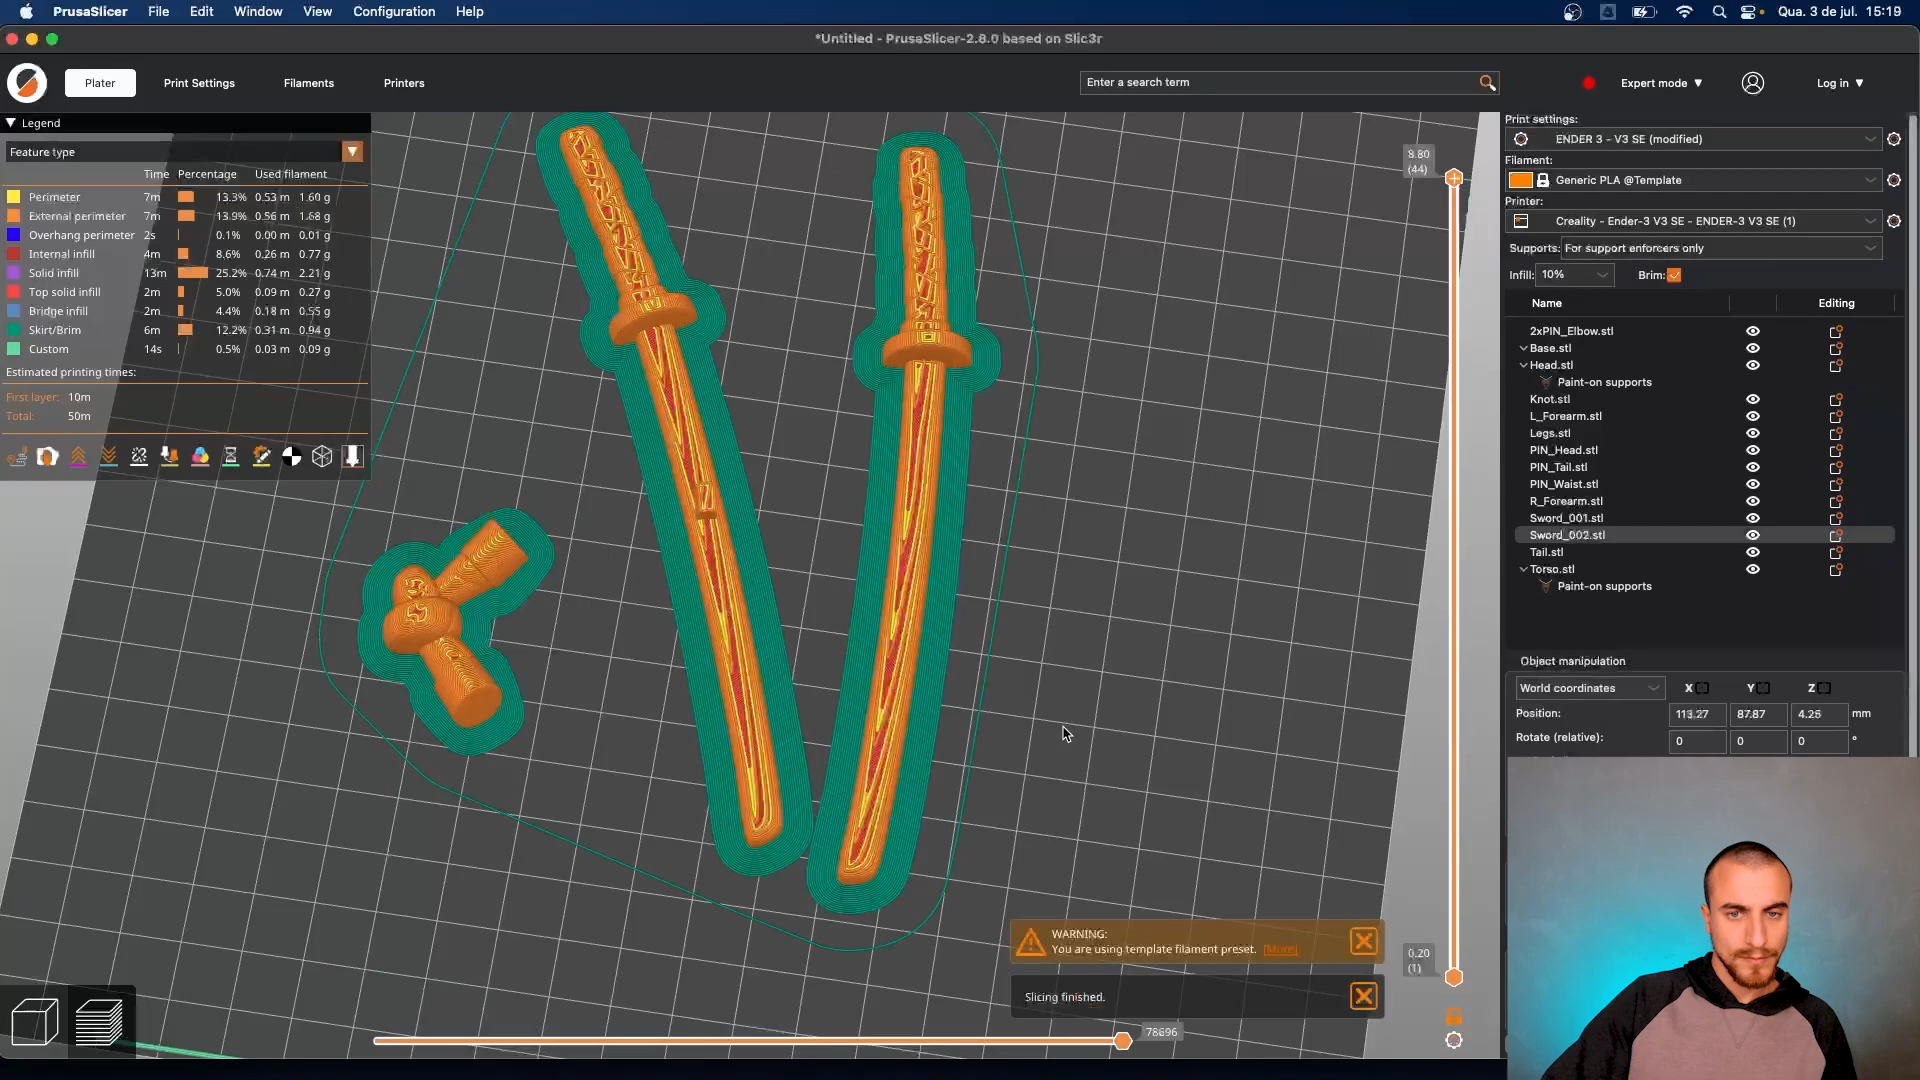 PrusaSlicer File Edit Window View Configuration Help Qua. 3 de jul. 15:19
*Untitled - PrusaSlicer-2.8.0 based on Slic3r
Plater Print Settings Filaments Printers Enter a search term Expert mode Log in
Legend
Feature type
Time Percentage Used filament
Perimeter 7m 13.3% 0.53 m 1.60 g
External perimeter 7m 13.9% 0.56 m 1.68 g
Overhang perimeter 2s 0.1% 0.00 m 0.01 g
Internal infill 4m 8.6% 0.26 m 0.77 g
Solid infill 13m 25.2% 0.74 m 2.21 g
Top solid infill 2m 5.0% 0.09 m 0.27 g
Bridge infill 2m 4.4% 0.18 m 0.55 g
Skirt/Brim 6m 12.2% 0.31 m 0.94 g
Custom 14s 0.5% 0.03 m 0.09 g
Estimated printing times:
First layer: 10m
Total: 50m
8.80
(44)
0.20
(1)
WARNING:
You are using template filament preset. [More]
Slicing finished.
78696
Print settings:
ENDER 3 - V3 SE (modified)
Filament:
Generic PLA @Template
Printer:
Creality - Ender-3 V3 SE - ENDER-3 V3 SE (1)
Supports: For support enforcers only
Infill: 10% Brim:
Name Editing
2xPIN_Elbow.stl
Base.stl
Head.stl
Paint-on supports
Knot.stl
L_Forearm.stl
Legs.stl
PIN_Head.stl
PIN_Tail.stl
PIN_Waist.stl
R_Forearm.stl
Sword_001.stl
Sword_002.stl
Tail.stl
Torso.stl
Paint-on supports
Object manipulation
World coordinates X Y Z
Position: 113.27 87.87 4.25 mm
Rotate (relative): 0 0 0 °